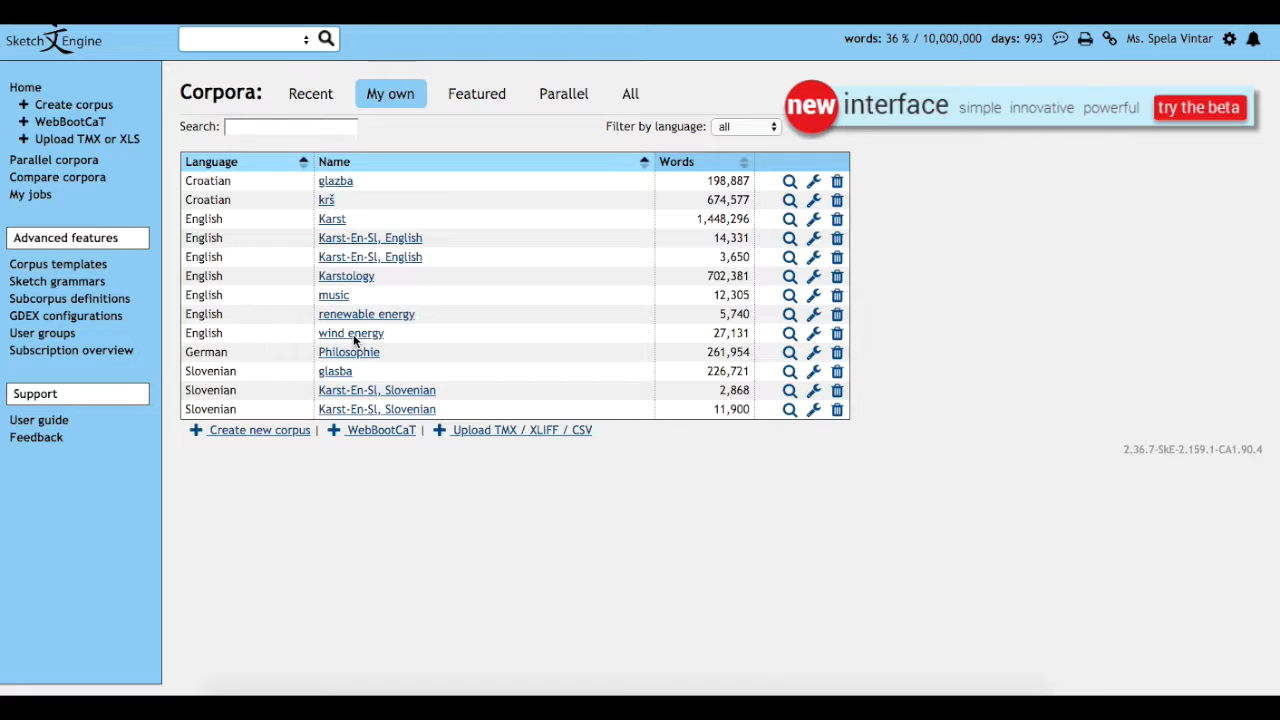 Sketch Engine
words: 36 % / 10,000,000 days: 993 Ms. Spela Vintar
Home
Create corpus
WebBootCaT
Upload TMX or XLS
Parallel corpora
Compare corpora
My jobs
Advanced features
Corpus templates
Sketch grammars
Subcorpus definitions
GDEX configurations
User groups
Subscription overview
Support
User guide
Feedback
Corpora: Recent My own Featured Parallel All
new interface simple innovative powerful try the beta
Search: Filter by language: all
Language Name Words
Croatian glazba 198,887
Croatian krš 674,577
English Karst 1,448,296
English Karst-En-Sl, English 14,331
English Karst-En-Sl, English 3,650
English Karstology 702,381
English music 12,305
English renewable energy 5,740
English wind energy 27,131
German Philosophie 261,954
Slovenian glasba 226,721
Slovenian Karst-En-Sl, Slovenian 2,868
Slovenian Karst-En-Sl, Slovenian 11,900
Create new corpus | WebBootCaT | Upload TMX / XLIFF / CSV
2.36.7-SkE-2.159.1-CA1.90.4